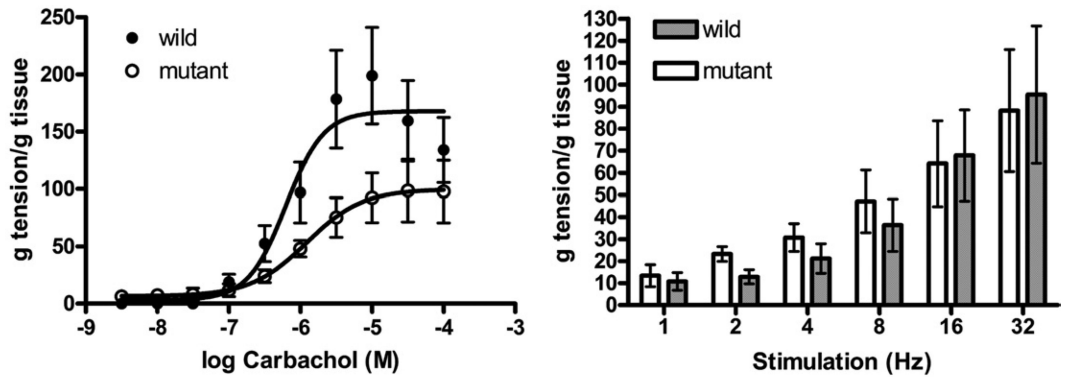 g tension/g tissue
250
200
150
100
50
0
wild
mutant
-9 -8 -7 -6 -5 -4 -3
log Carbachol (M)
g tension/g tissue
130
120
110
100
90
80
70
60
50
40
30
20
10
0
wild
mutant
1 2 4 8 16 32
Stimulation (Hz)